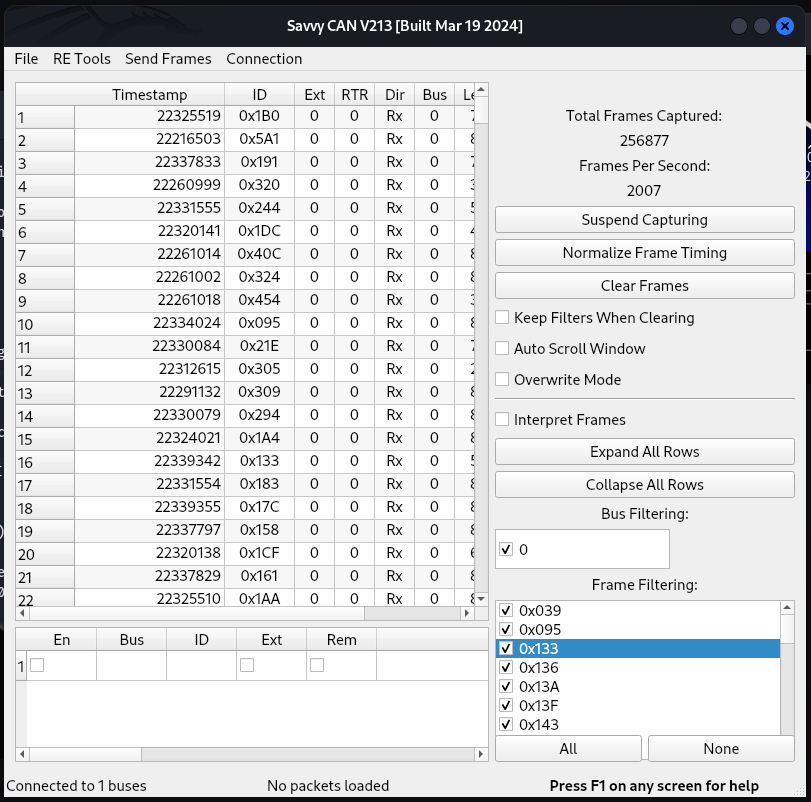 Savvy CAN V213 [Built Mar 19 2024]
File RE Tools Send Frames Connection
Timestamp ID Ext RTR Dir Bus Le
1 22325519 0x1B0 0 0 Rx 0 7
2 22216503 0x5A1 0 0 Rx 0 8
3 22337833 0x191 0 0 Rx 0 7
4 22260999 0x320 0 0 Rx 0 3
5 22331555 0x244 0 0 Rx 0 5
6 22320141 0x1DC 0 0 Rx 0 4
7 22261014 0x40C 0 0 Rx 0 8
8 22261002 0x324 0 0 Rx 0 8
9 22261018 0x454 0 0 Rx 0 3
10 22334024 0x095 0 0 Rx 0 8
11 22330084 0x21E 0 0 Rx 0 7
12 22312615 0x305 0 0 Rx 0 2
13 22291132 0x309 0 0 Rx 0 8
14 22330079 0x294 0 0 Rx 0 8
15 22324021 0x1A4 0 0 Rx 0 8
16 22339342 0x133 0 0 Rx 0 5
17 22331554 0x183 0 0 Rx 0 8
18 22339355 0x17C 0 0 Rx 0 8
19 22337797 0x158 0 0 Rx 0 8
20 22320138 0x1CF 0 0 Rx 0 6
21 22337829 0x161 0 0 Rx 0 8
22 22325510 0x1AA 0 0 Rx 0 8
En Bus ID Ext Rem
1
Total Frames Captured:
256877
Frames Per Second:
2007
Suspend Capturing
Normalize Frame Timing
Clear Frames
Keep Filters When Clearing
Auto Scroll Window
Overwrite Mode
Interpret Frames
Expand All Rows
Collapse All Rows
Bus Filtering:
0
Frame Filtering:
0x039
0x095
0x133
0x136
0x13A
0x13F
0x143
All None
Connected to 1 buses No packets loaded Press F1 on any screen for help